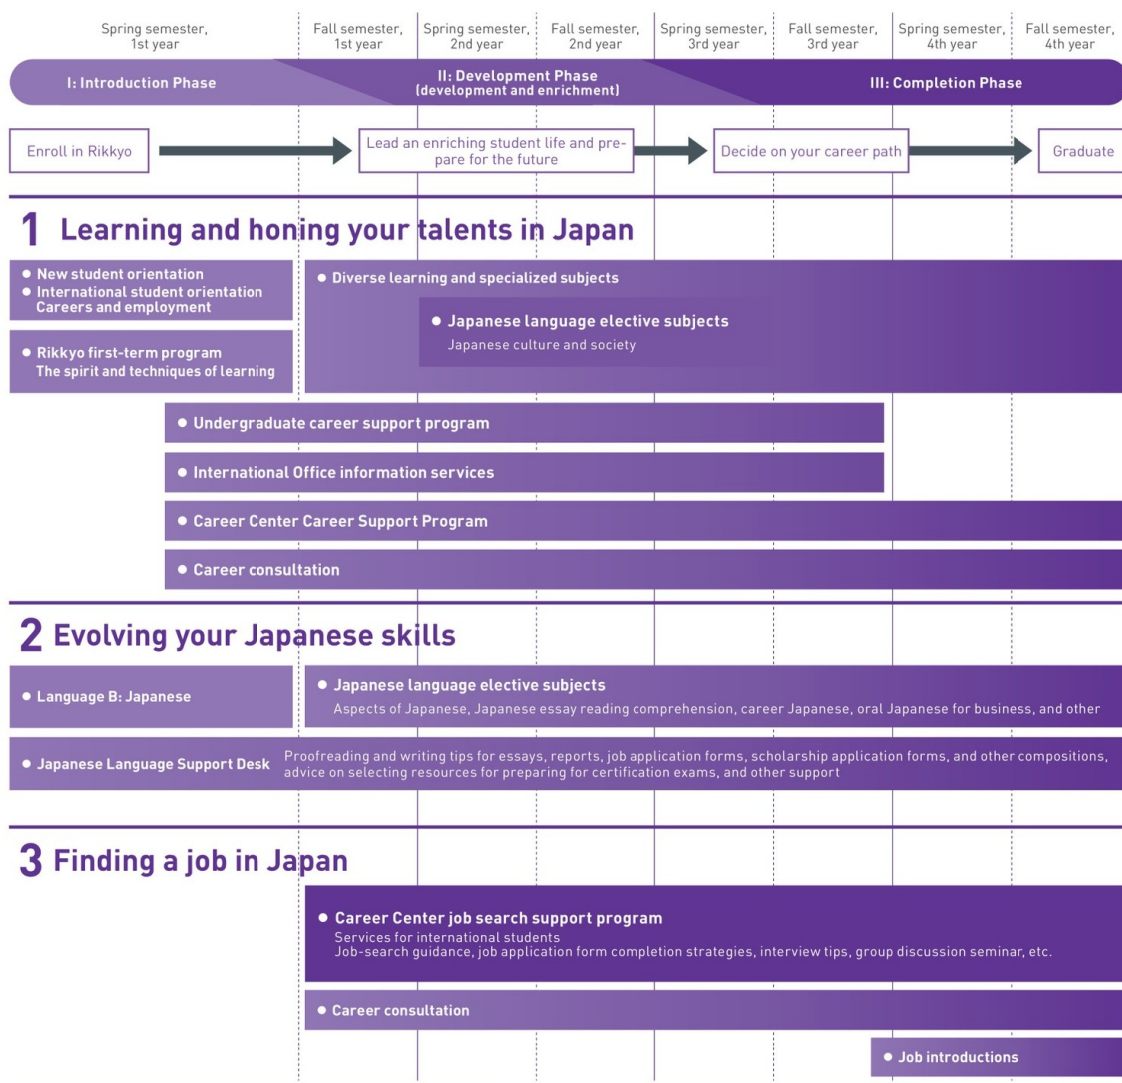 Spring semester,
1st year
Fall semester,
1st year
Spring semester,
2nd year
Fall semester,
2nd year
Spring semester,
3rd year
Fall semester,
3rd year
Spring semester,
4th year
Fall semester,
4th year
I: Introduction Phase
II: Development Phase
(development and enrichment)
III: Completion Phase
Enroll in Rikkyo
Lead an enriching student life and pre-
pare for the future
Decide on your career path
Graduate
1 Learning and honing your talents in Japan
● New student orientation
● International student orientation
Careers and employment
● Rikkyo first-term program
The spirit and techniques of learning
● Diverse learning and specialized subjects
● Japanese language elective subjects
Japanese culture and society
● Undergraduate career support program
● International Office information services
● Career Center Career Support Program
● Career consultation
2 Evolving your Japanese skills
● Language B: Japanese
● Japanese language elective subjects
Aspects of Japanese, Japanese essay reading comprehension, career Japanese, oral Japanese for business, and other
● Japanese Language Support Desk
Proofreading and writing tips for essays, reports, job application forms, scholarship application forms, and other compositions,
advice on selecting resources for preparing for certification exams, and other support
3 Finding a job in Japan
● Career Center job search support program
Services for international students
Job-search guidance, job application form completion strategies, interview tips, group discussion seminar, etc.
● Career consultation
● Job introductions